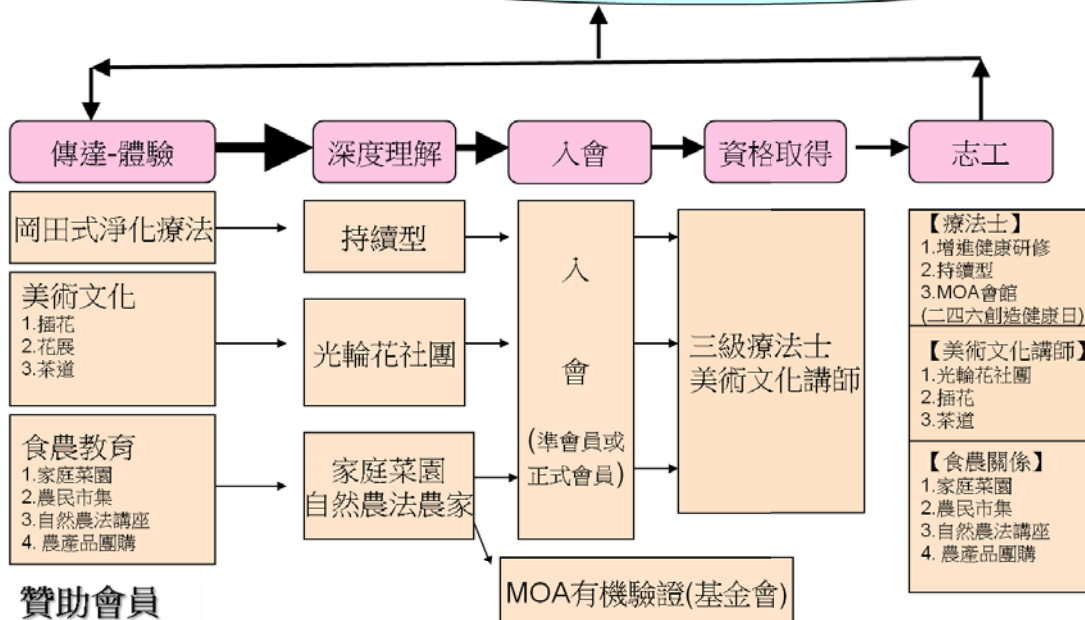 傳達-體驗
深度理解
入會
資格取得
志工
岡田式淨化療法
美術文化
1.插花
2.花展
3.茶道
食農教育
1.家庭菜園
2.農民市集
3.自然農法講座
4. 農產品團購
持續型
光輪花社團
家庭菜園
自然農法農家
入
會
(準會員或
正式會員)
MOA有機驗證(基金會)
三級療法士
美術文化講師
【療法士】
1.增進健康研修
2.持續型
3.MOA會館
(二四六創造健康日)
【美術文化講師】
1.光輪花社團
2.插花
3.茶道
【食農關係】
1.家庭菜園
2.農民市集
3.自然農法講座
4. 農產品團購
贊助會員